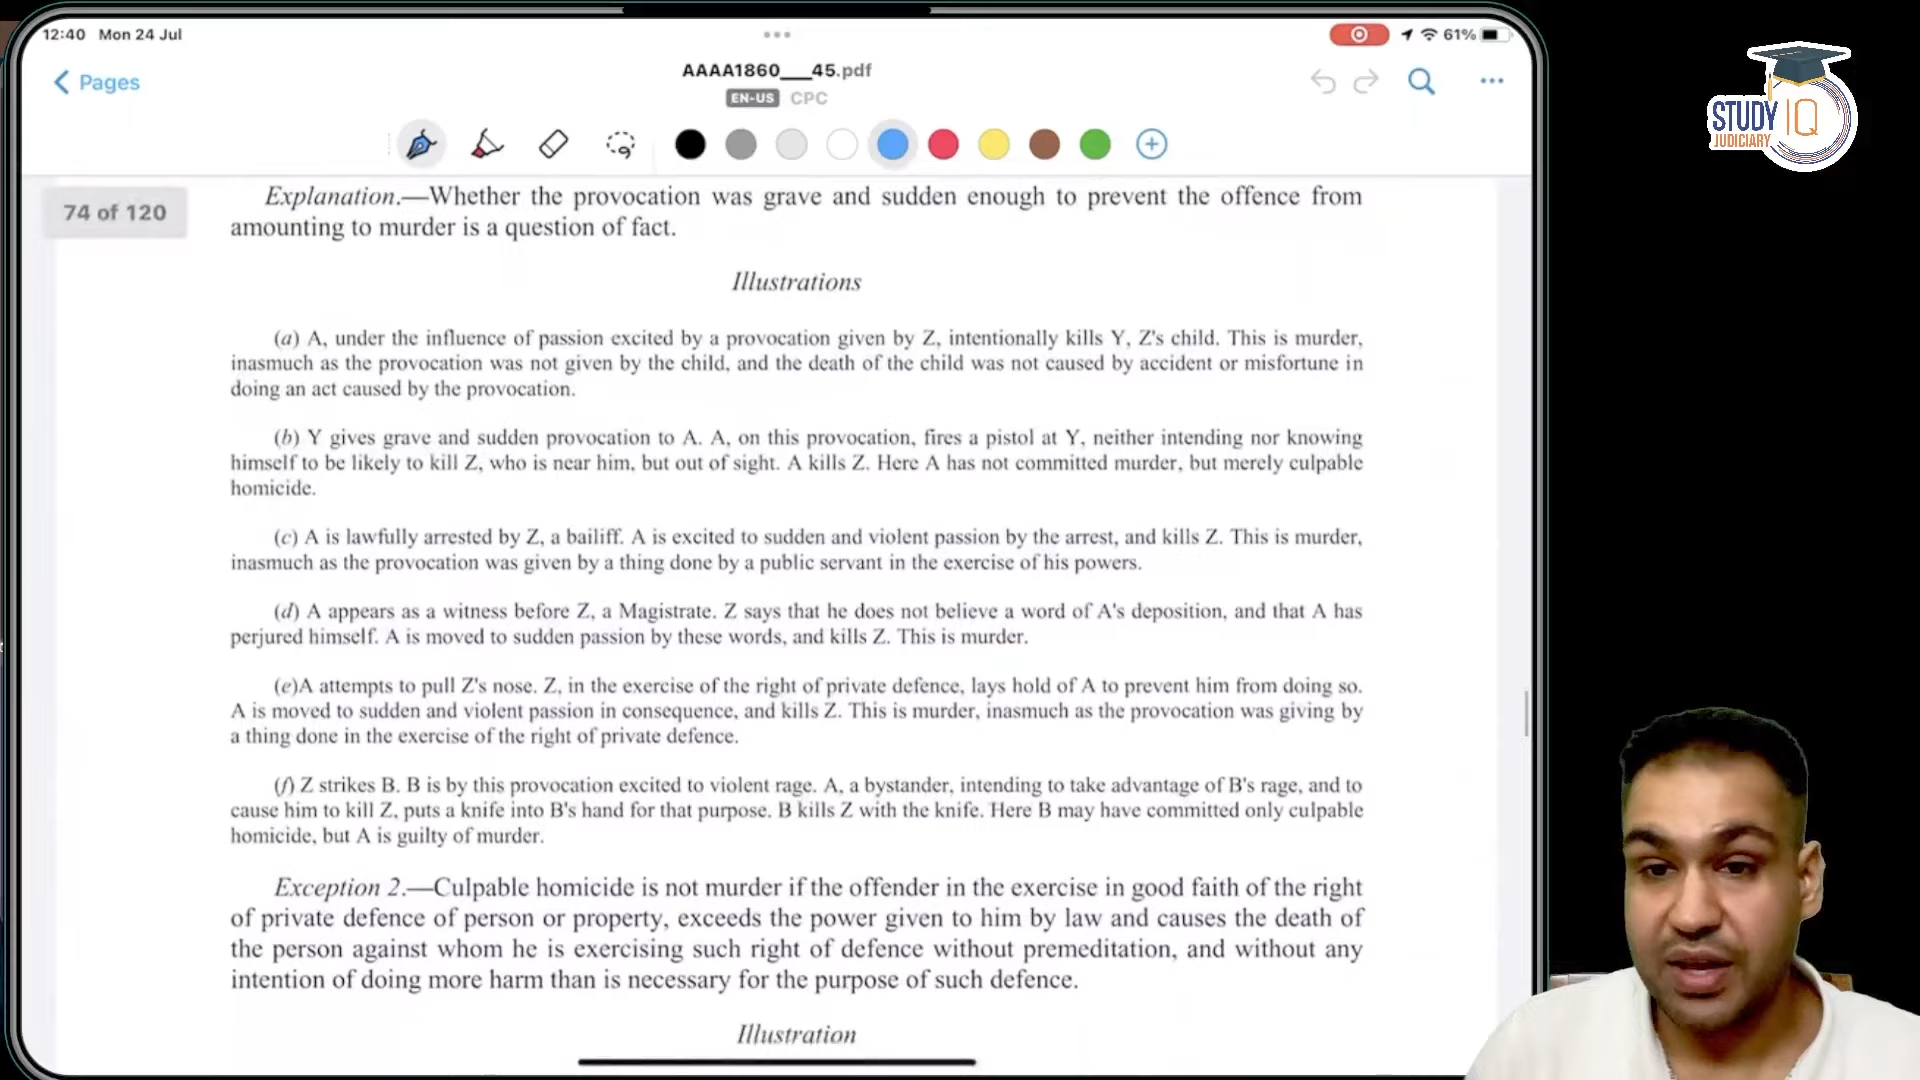 12:40 Mon 24 Jul
61%
Pages
AAAA1860___45.pdf
EN-US CPC
STUDY IQ
JUDICIARY
74 of 120
Explanation.—Whether the provocation was grave and sudden enough to prevent the offence from
amounting to murder is a question of fact.
Illustrations
(a) A, under the influence of passion excited by a provocation given by Z, intentionally kills Y, Z's child. This is murder,
inasmuch as the provocation was not given by the child, and the death of the child was not caused by accident or misfortune in
doing an act caused by the provocation.
(b) Y gives grave and sudden provocation to A. A, on this provocation, fires a pistol at Y, neither intending nor knowing
himself to be likely to kill Z, who is near him, but out of sight. A kills Z. Here A has not committed murder, but merely culpable
homicide.
(c) A is lawfully arrested by Z, a bailiff. A is excited to sudden and violent passion by the arrest, and kills Z. This is murder,
inasmuch as the provocation was given by a thing done by a public servant in the exercise of his powers.
(d) A appears as a witness before Z, a Magistrate. Z says that he does not believe a word of A's deposition, and that A has
perjured himself. A is moved to sudden passion by these words, and kills Z. This is murder.
(e)A attempts to pull Z's nose. Z, in the exercise of the right of private defence, lays hold of A to prevent him from doing so.
A is moved to sudden and violent passion in consequence, and kills Z. This is murder, inasmuch as the provocation was giving by
a thing done in the exercise of the right of private defence.
(f) Z strikes B. B is by this provocation excited to violent rage. A, a bystander, intending to take advantage of B's rage, and to
cause him to kill Z, puts a knife into B's hand for that purpose. B kills Z with the knife. Here B may have committed only culpable
homicide, but A is guilty of murder.
Exception 2.—Culpable homicide is not murder if the offender in the exercise in good faith of the right
of private defence of person or property, exceeds the power given to him by law and causes the death of
the person against whom he is exercising such right of defence without premeditation, and without any
intention of doing more harm than is necessary for the purpose of such defence.
Illustration